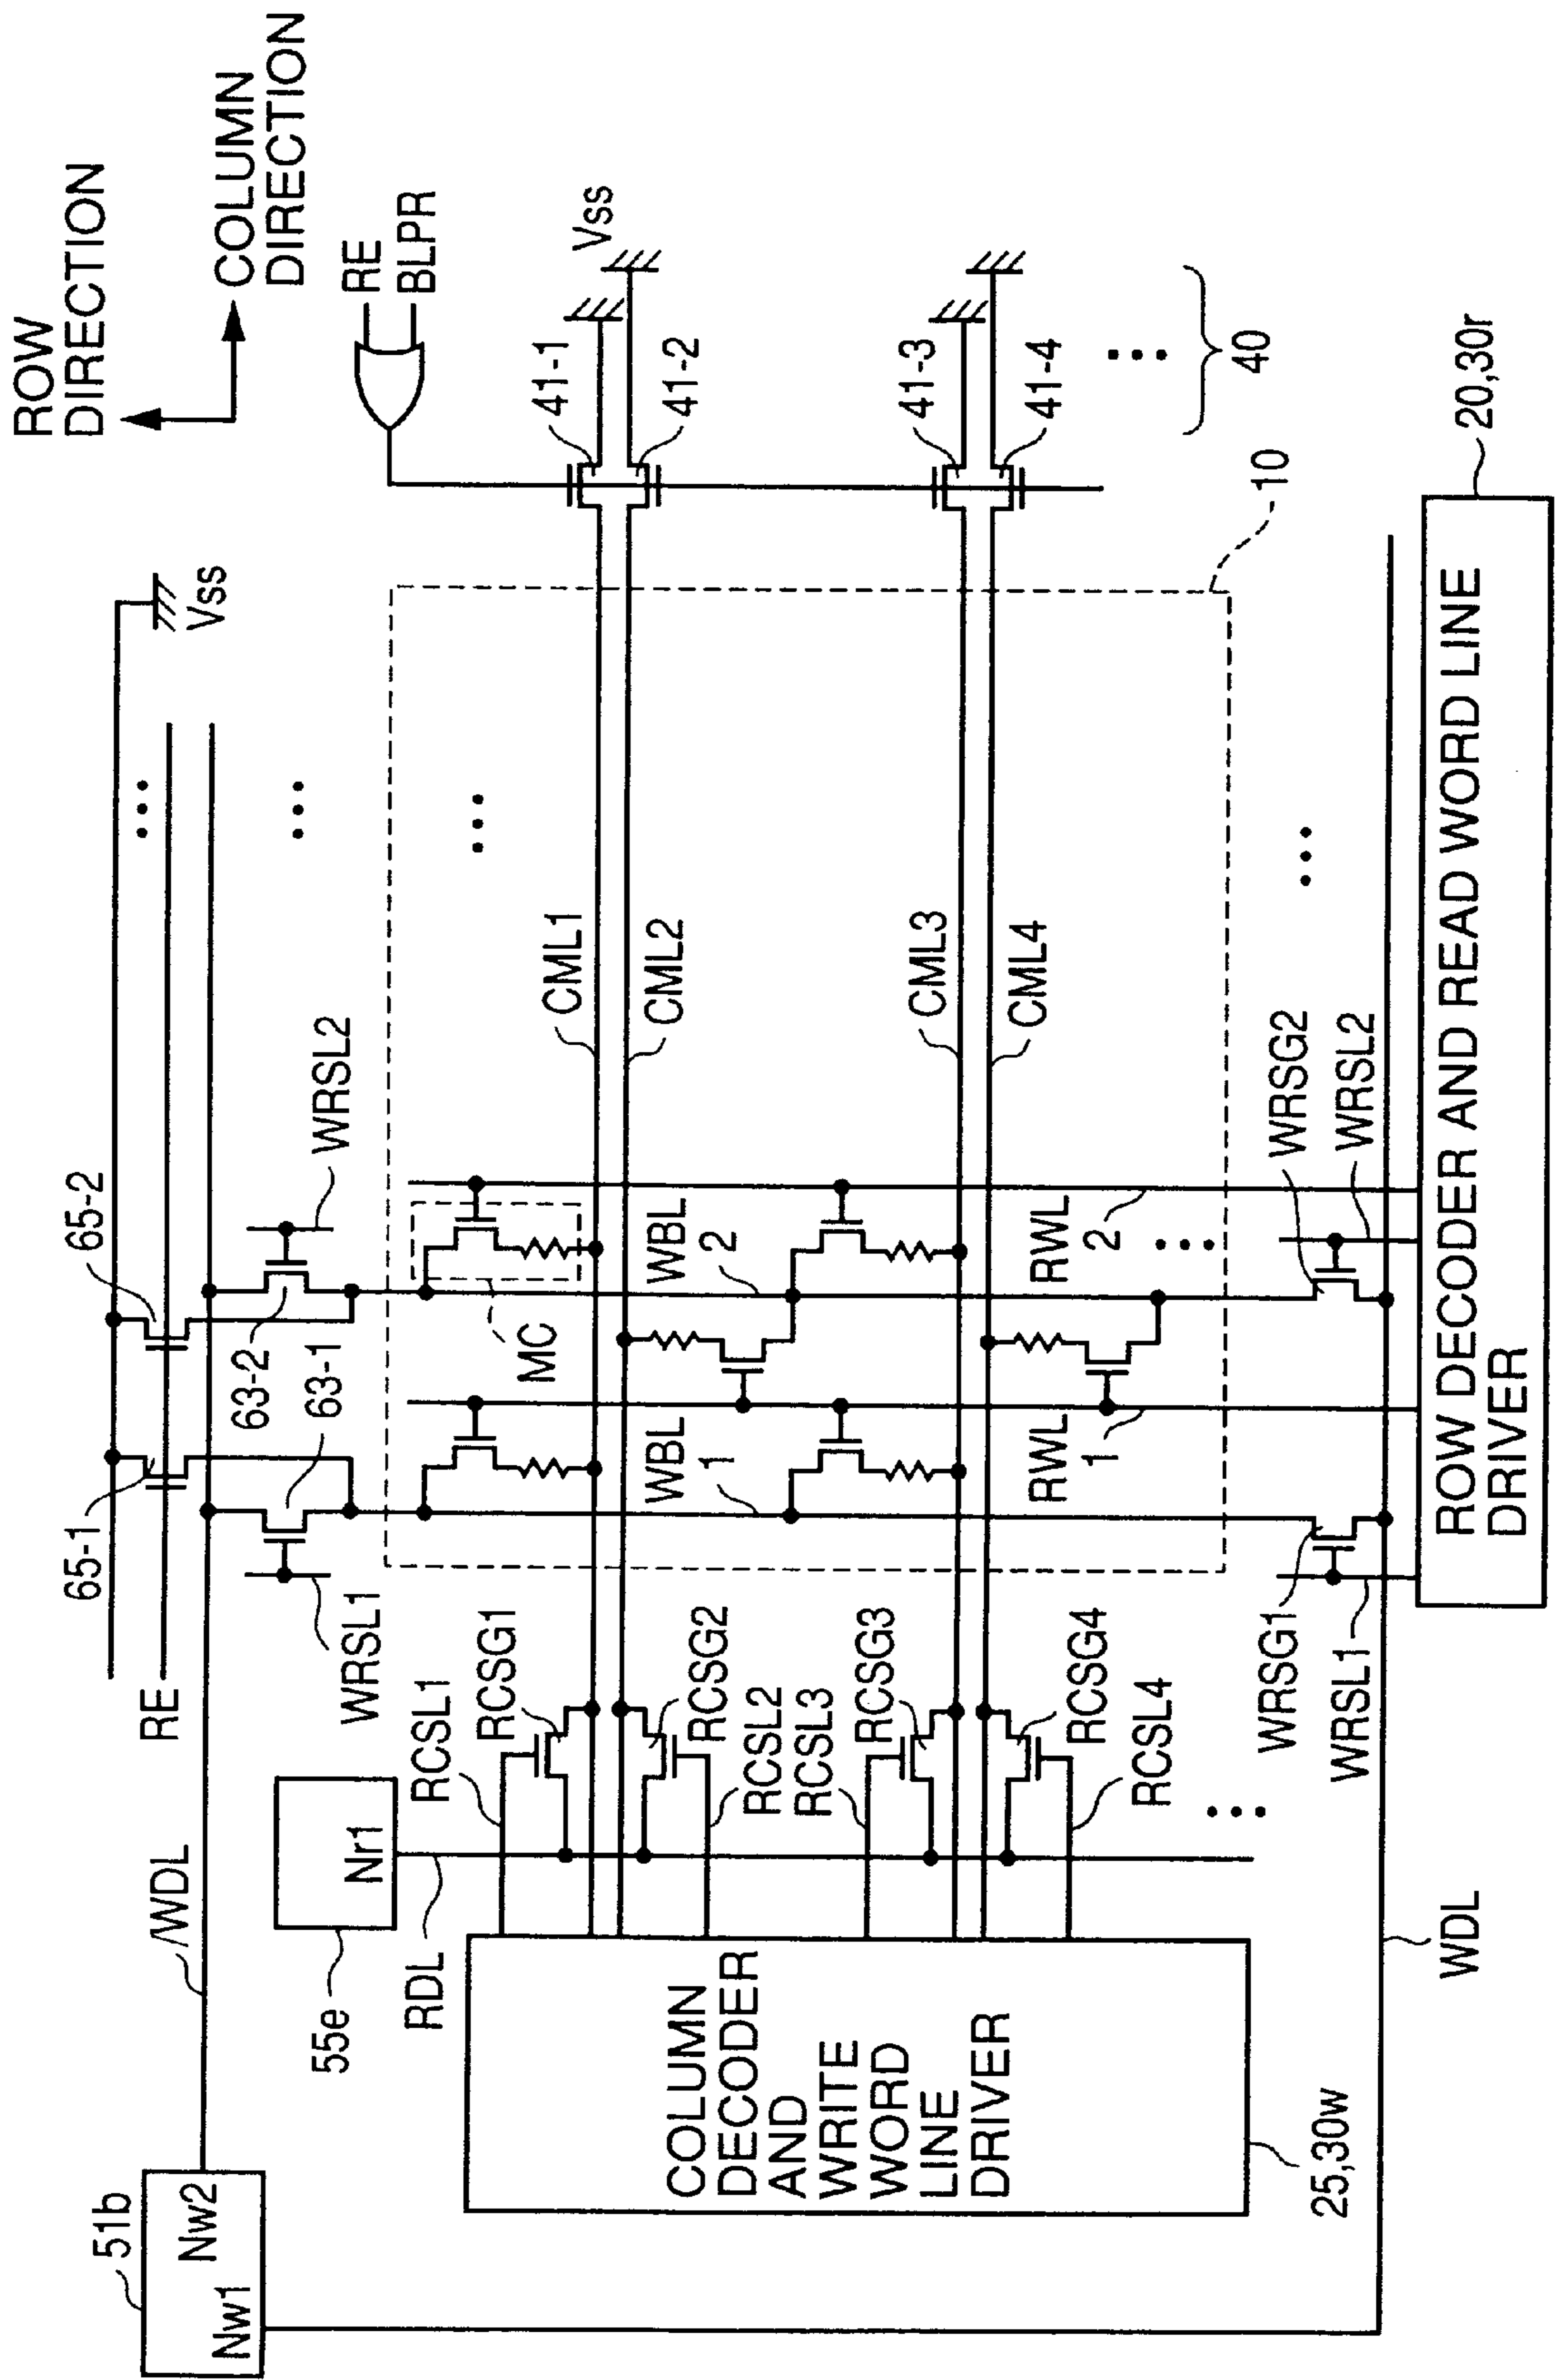 ROW
DIRECTION
COLUMN
DIRECTION
RE
BLPR
Vss
41-1
41-2
41-3
41-4
40
10
20,30r
Vss
CML1
CML2
CML3
CML4
65-2
WRSL2
63-2
63-1
65-1
MC
WBL
2
WBL
1
RWL
2
RWL
1
WRSG2
WRSL2
WRSG1
WRSL1
ROW DECODER AND READ WORD LINE
DRIVER
RE
WRSL1
RCSL1
RCSG1
RCSG2
RCSL2
RCSL3
RCSG3
RCSG4
RCSL4
/WDL
Nr1
55e
RDL
COLUMN
DECODER
AND
WRITE
WORD
LINE
DRIVER
25,30w
WDL
51b
Nw2
Nw1